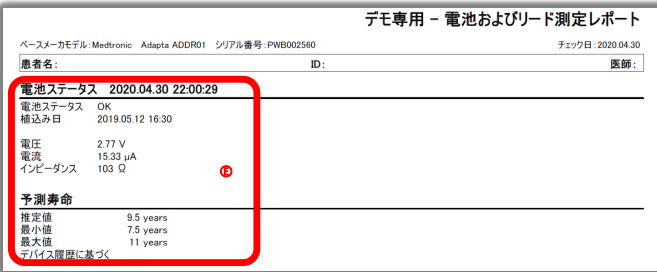 デモ専用 – 電池およびリード測定レポート
ペースメーカモデル:Medtronic Adapta ADDR01 シリアル番号:PWB002560 チェック日:2020.04.30
患者名: ID: 医師:
電池ステータス 2020.04.30 22:00:29
電池ステータス OK
植込み日 2019.05.12 16:30
電圧 2.77 V
電流 15.33 μA
インピーダンス 103 Ω
Ⓔ
予測寿命
推定値 9.5 years
最小値 7.5 years
最大値 11 years
デバイス履歴に基づく